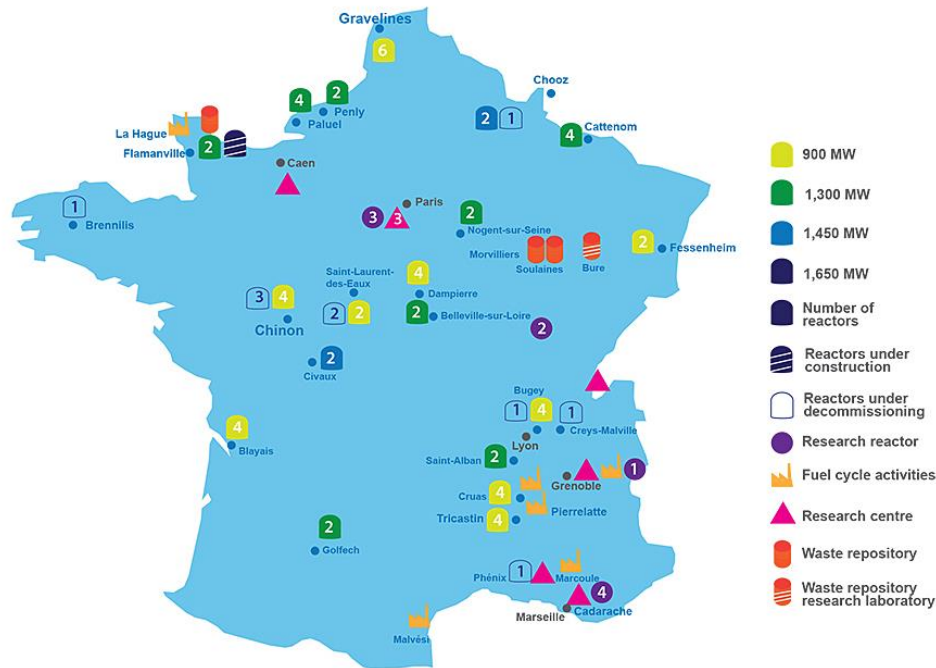 Gravelines
6
Chooz
4
2
Penly
Paluel
2
1
4
Cattenom
La Hague
Flamanville
2
Caen
1
Brennilis
3
3
Paris
2
Nogent-sur-Seine
Morvilliers
Soulaines
Bure
2
Fessenheim
Saint-Laurent-
des-Eaux
4
Dampierre
3
4
Chinon
2
2
2
Belleville-sur-Loire
2
2
Civaux
Bugey
1
4
1
Creys-Malville
Lyon
4
Blayais
Saint-Alban
2
Grenoble
1
Cruas
4
Pierrelatte
Tricastin
4
2
Golfech
Phénix
1
Marcoule
4
Marseille
Cadarache
Malvési
900 MW
1,300 MW
1,450 MW
1,650 MW
Number of
reactors
Reactors under
construction
Reactors under
decommissioning
Research reactor
Fuel cycle activities
Research centre
Waste repository
Waste repository
research laboratory